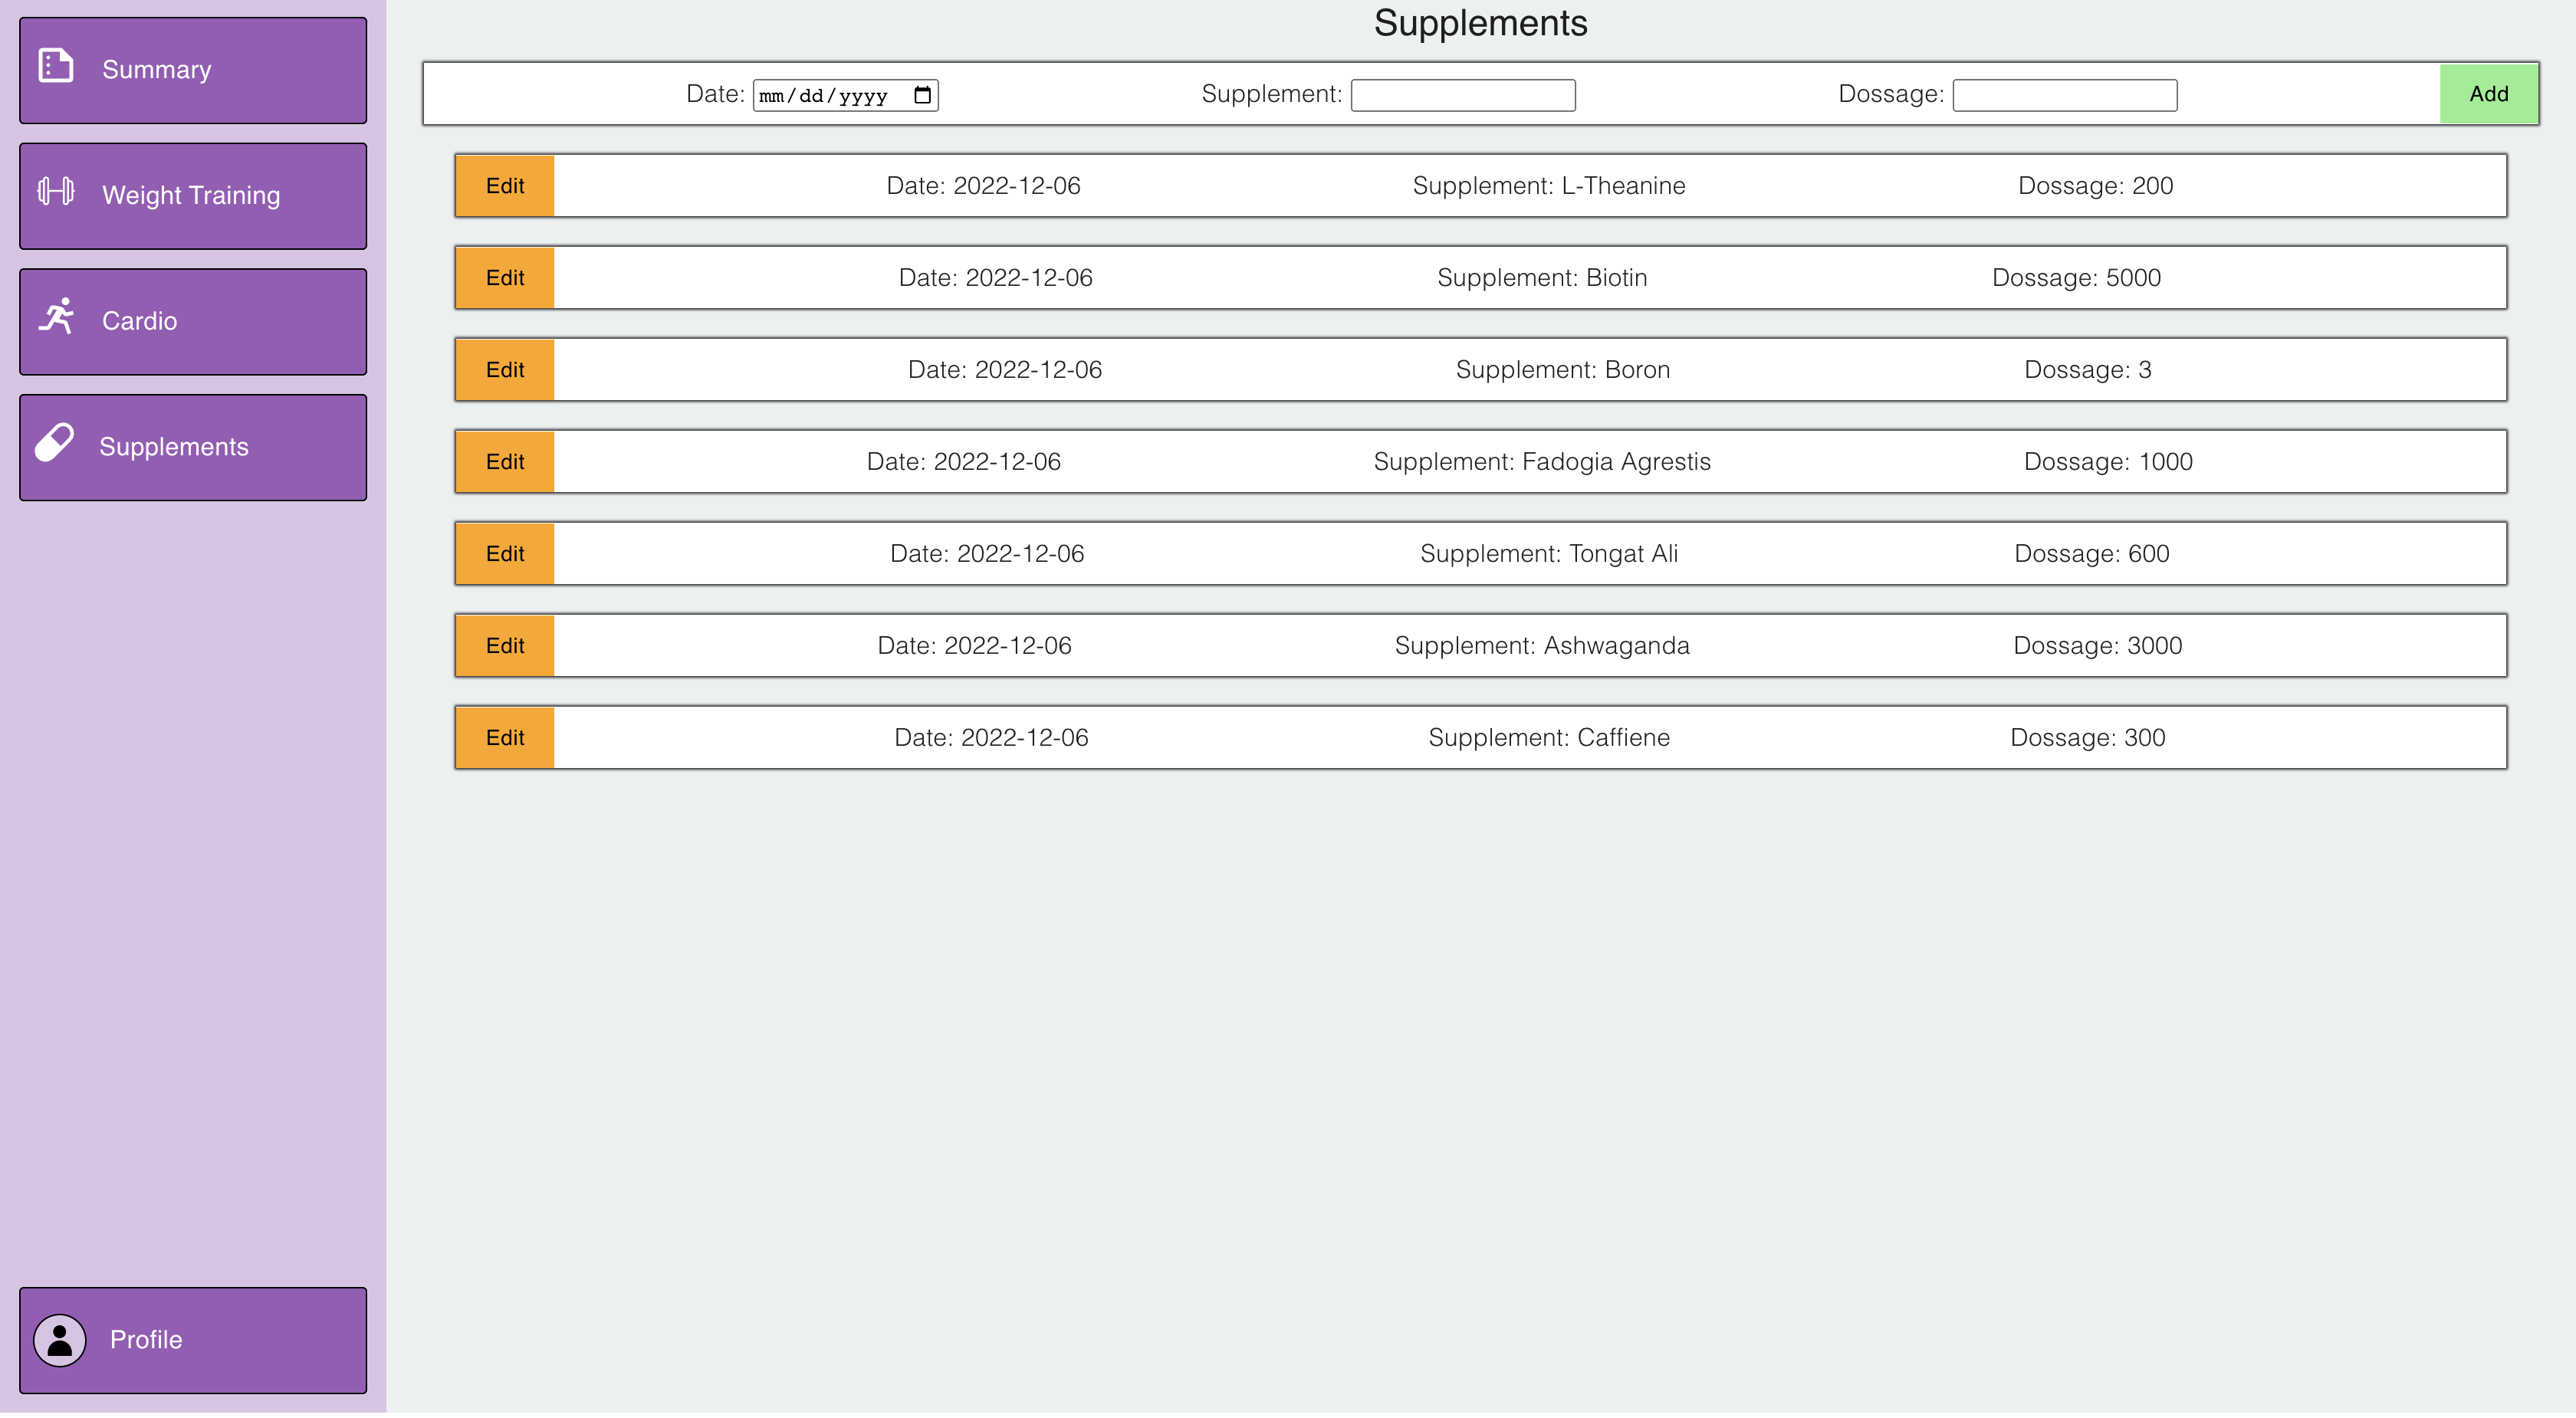 Summary
Weight Training
Cardio
Supplements
Profile
Supplements
Date: mm/dd/yyyy Supplement: Dossage: Add
Edit Date: 2022-12-06 Supplement: L-Theanine Dossage: 200
Edit Date: 2022-12-06 Supplement: Biotin Dossage: 5000
Edit Date: 2022-12-06 Supplement: Boron Dossage: 3
Edit Date: 2022-12-06 Supplement: Fadogia Agrestis Dossage: 1000
Edit Date: 2022-12-06 Supplement: Tongat Ali Dossage: 600
Edit Date: 2022-12-06 Supplement: Ashwaganda Dossage: 3000
Edit Date: 2022-12-06 Supplement: Caffiene Dossage: 300